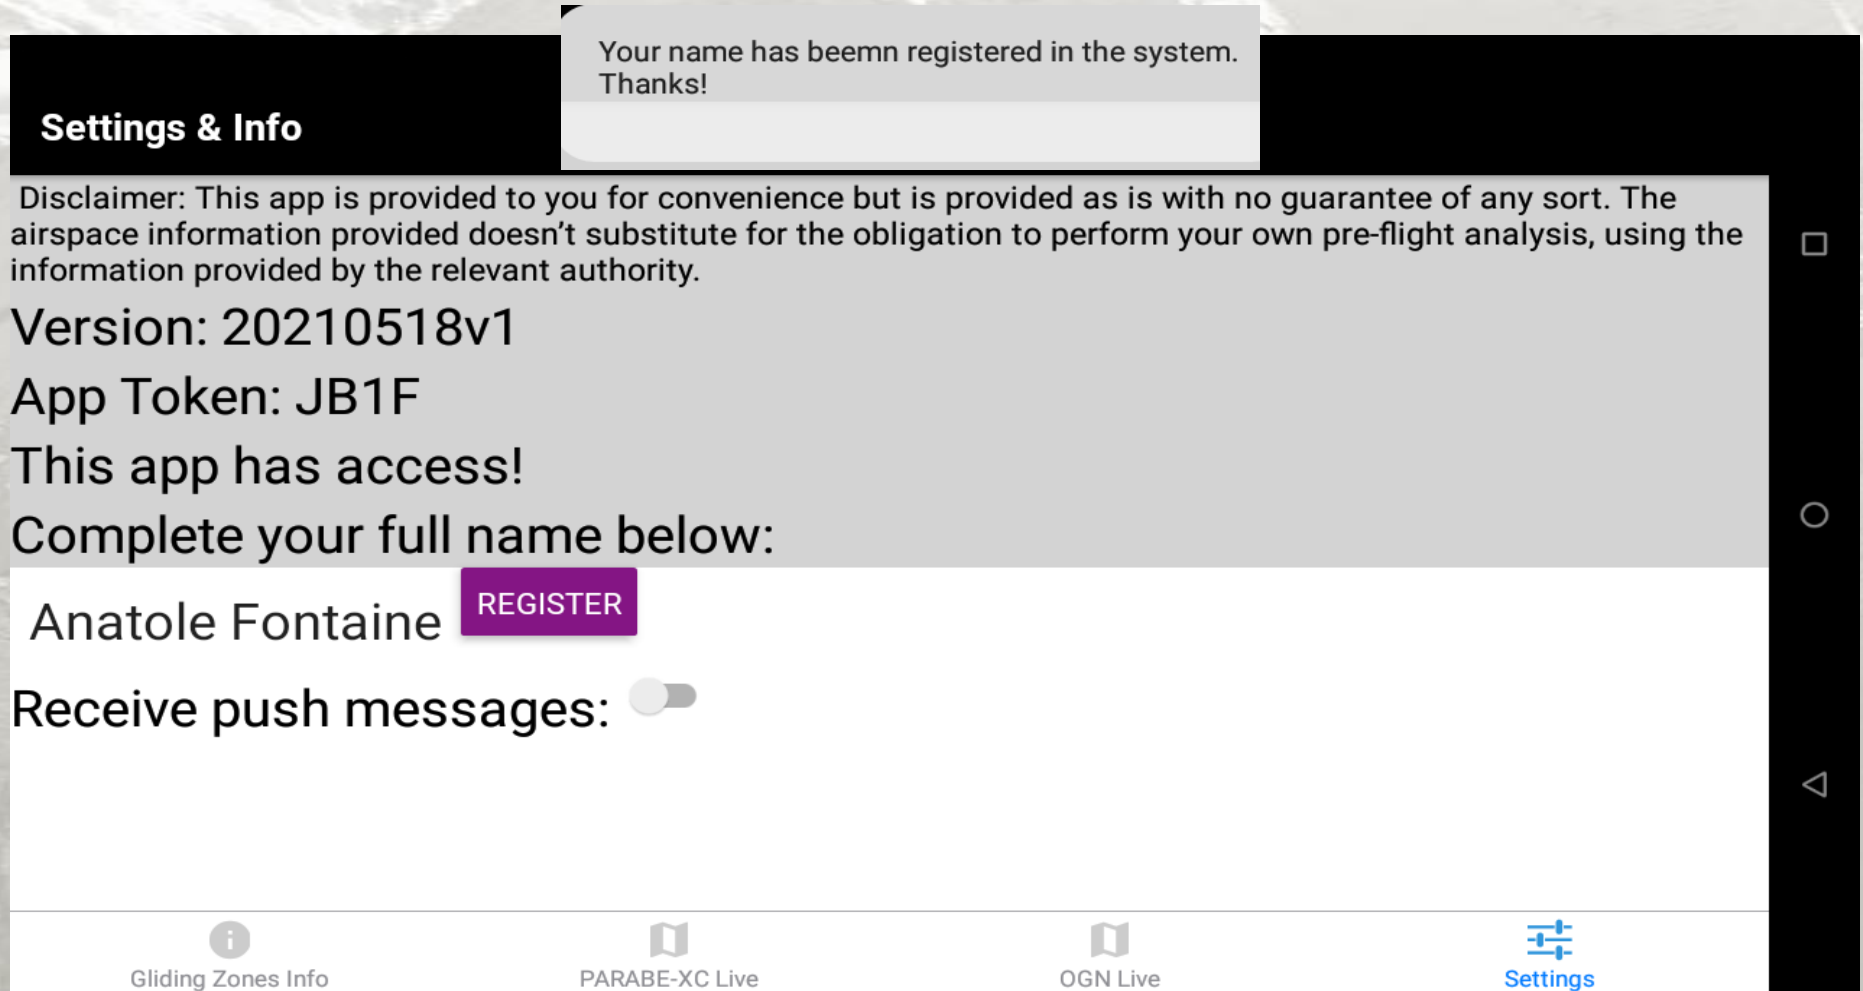 Your name has beemn registered in the system.
Thanks!
Settings & Info
Disclaimer: This app is provided to you for convenience but is provided as is with no guarantee of any sort. The
airspace information provided doesn’t substitute for the obligation to perform your own pre-flight analysis, using the
information provided by the relevant authority.
Version: 20210518v1
App Token: JB1F
This app has access!
Complete your full name below:
Anatole Fontaine REGISTER
Receive push messages:
Gliding Zones Info PARABE-XC Live OGN Live Settings